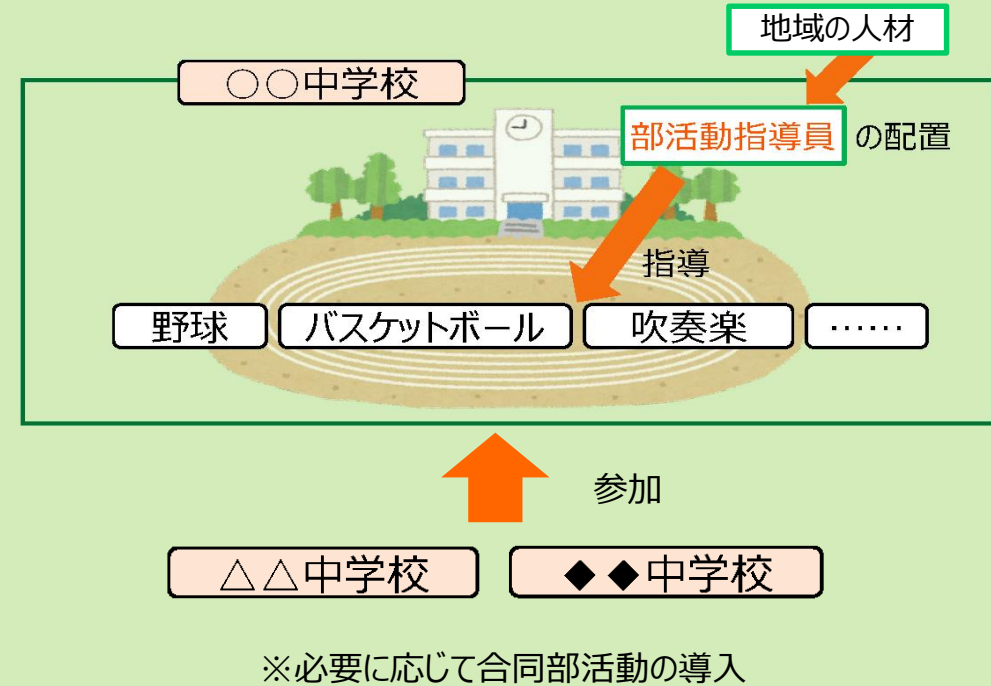 地域の人材
○○中学校
部活動指導員 の配置
指導
野球 バスケットボール 吹奏楽 ……
参加
△△中学校 ◆◆中学校
※必要に応じて合同部活動の導入